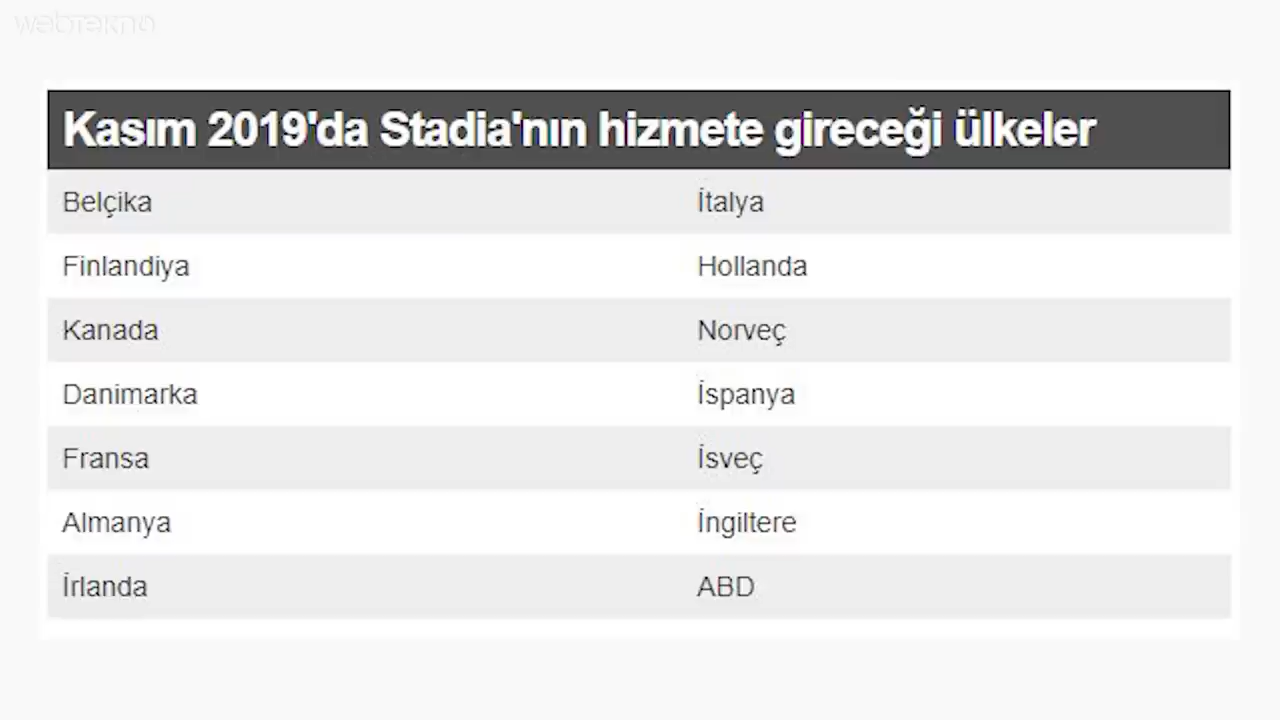 webtekno
Kasım 2019'da Stadia'nın hizmete gireceği ülkeler
Belçika İtalya
Finlandiya Hollanda
Kanada Norveç
Danimarka İspanya
Fransa İsveç
Almanya İngiltere
İrlanda ABD